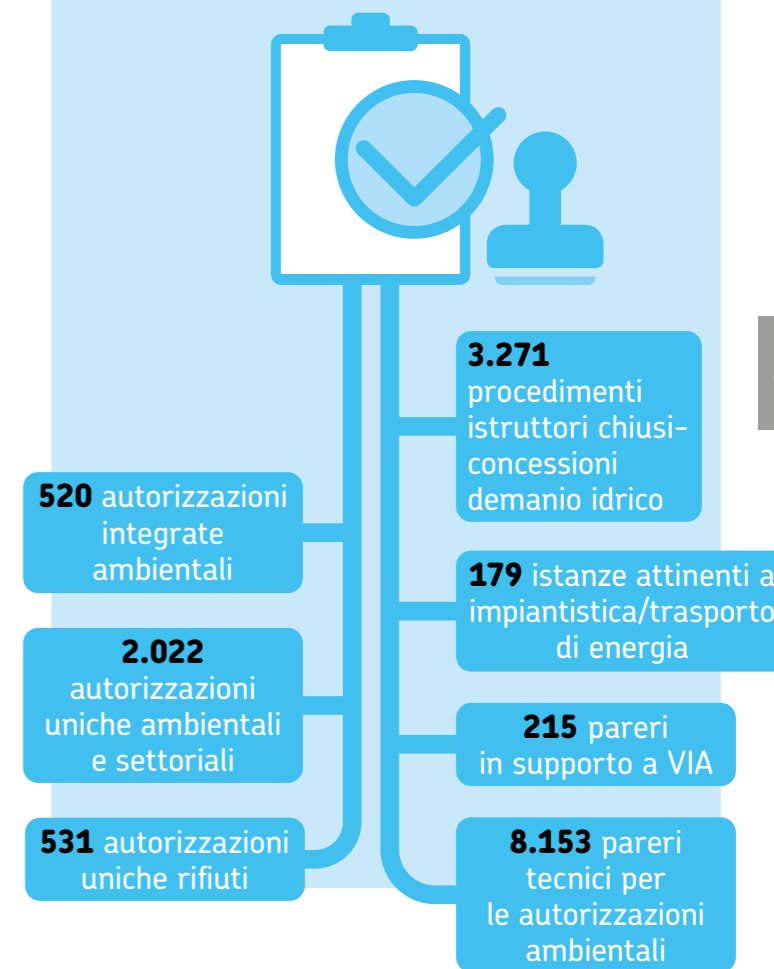 520 autorizzazioni
integrate
ambientali
2.022
autorizzazioni
uniche ambientali
e settoriali
531 autorizzazioni
uniche rifiuti
3.271
procedimenti
istruttori chiusi-
concessioni
demanio idrico
179 istanze attinenti a
impiantistica/trasporto
di energia
215 pareri
in supporto a VIA
8.153 pareri
tecnici per
le autorizzazioni
ambientali